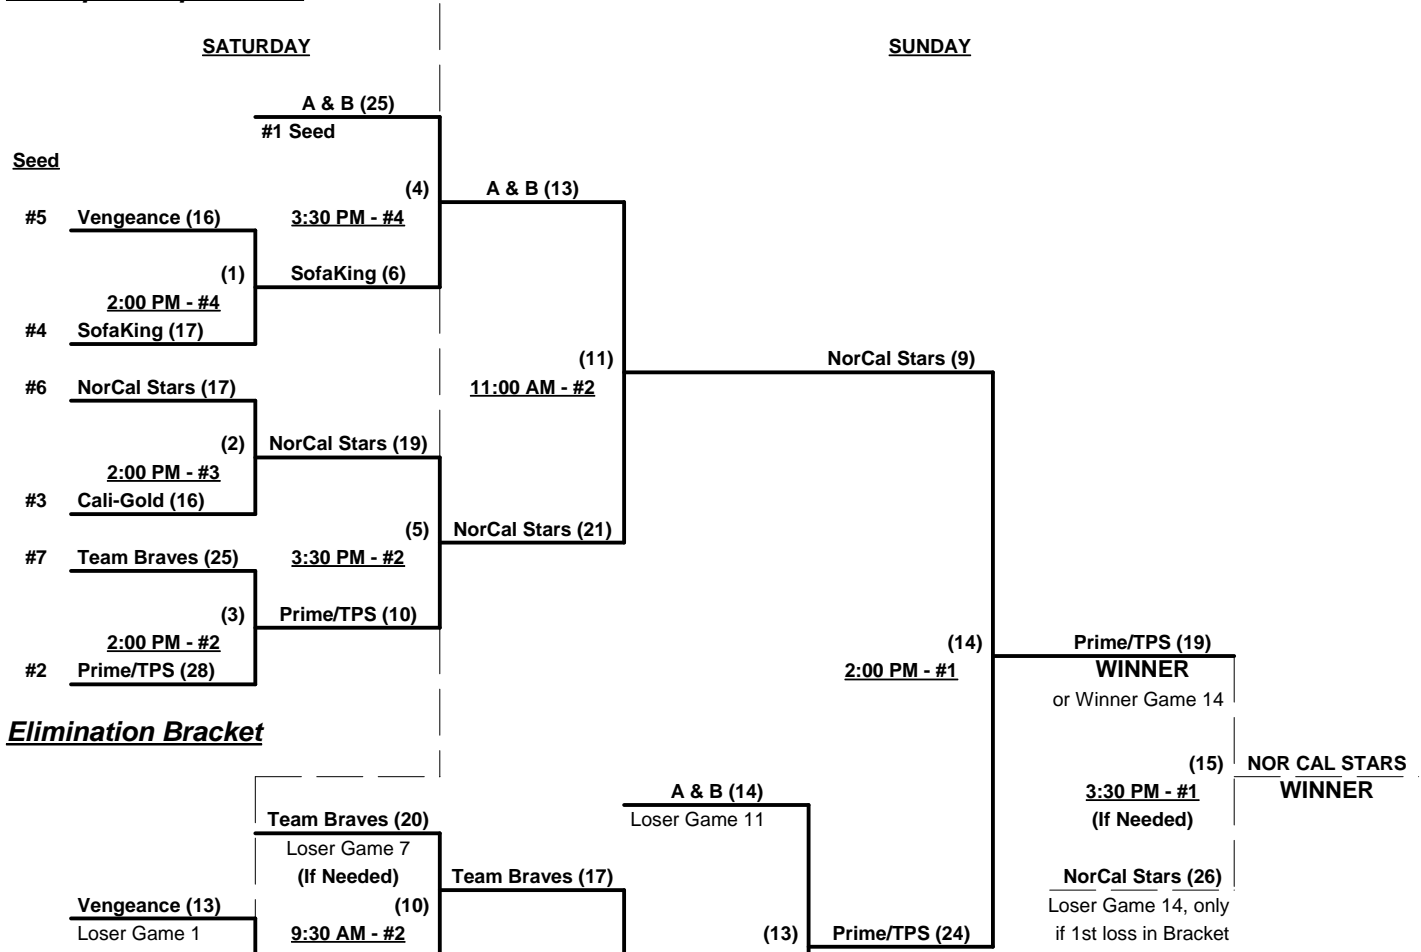 SATURDAY
SUNDAY
A & B (25)
#1 Seed
Seed
(4)
A & B (13)
#5
Vengeance (16)
3:30 PM - #4
(1)
SofaKing (6)
2:00 PM - #4
#4
SofaKing (17)
(11)
NorCal Stars (9)
#6
NorCal Stars (17)
11:00 AM - #2
(2)
NorCal Stars (19)
2:00 PM - #3
#3
Cali-Gold (16)
(5)
NorCal Stars (21)
#7
Team Braves (25)
3:30 PM - #2
(3)
Prime/TPS (10)
2:00 PM - #2
(14)
Prime/TPS (19)
#2
Prime/TPS (28)
2:00 PM - #1
WINNER
or Winner Game 14
Elimination Bracket
(15)
NOR CAL STARS
A & B (14)
3:30 PM - #1
WINNER
Team Braves (20)
Loser Game 11
(If Needed)
Loser Game 7
(If Needed)
Team Braves (17)
NorCal Stars (26)
Vengeance (13)
(10)
Loser Game 14, only
Loser Game 1
9:30 AM - #2
(13)
Prime/TPS (24)
if 1st loss in Bracket